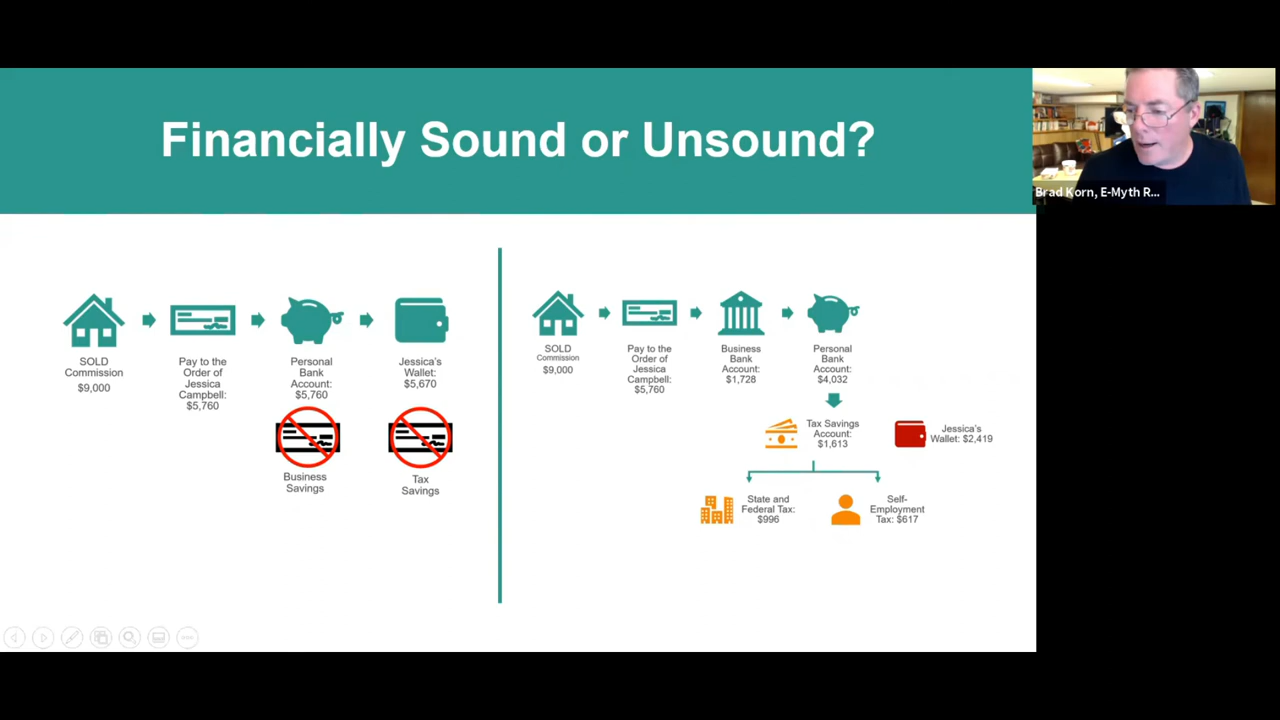 Financially Sound or Unsound?
Brad Korn, E-Myth R...
SOLD
Commission
$9,000
Pay to the
Order of
Jessica
Campbell:
$5,760
Personal
Bank
Account:
$5,760
Jessica's
Wallet:
$5,670
Business
Savings
Tax
Savings
SOLD
Commission
$9,000
Pay to the
Order of
Jessica
Campbell:
$5,760
Business
Bank
Account:
$1,728
Personal
Bank
Account:
$4,032
Tax Savings
Account:
$1,613
Jessica's
Wallet: $2,419
State and
Federal Tax:
$996
Self-
Employment
Tax: $617